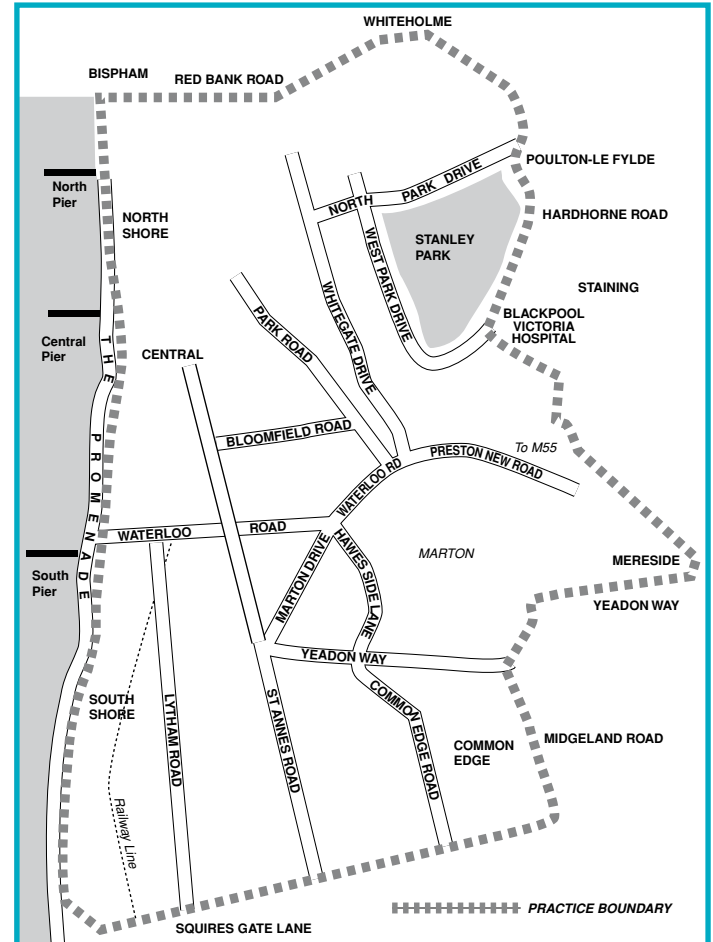 WHITEHOLME
BISPHAM
RED BANK ROAD
POULTON-LE FYLDE
NORTH PARK DRIVE
North
Pier
NORTH
SHORE
HARDHORNE ROAD
STANLEY
PARK
WEST PARK DRIVE
STAINING
WHITEGATE DRIVE
BLACKPOOL
VICTORIA
HOSPITAL
PARK ROAD
Central
Pier
CENTRAL
THE PROMENADE
BLOOMFIELD ROAD
To M55
PRESTON NEW ROAD
WATERLOO RD
WATERLOO ROAD
MARTON
MERESIDE
South
Pier
MARTON DRIVE
HAWES SIDE LANE
YEADON WAY
YEADON WAY
SOUTH
SHORE
LYTHAM ROAD
ST ANNES ROAD
COMMON EDGE ROAD
COMMON
EDGE
MIDGELAND ROAD
Railway Line
PRACTICE BOUNDARY
SQUIRES GATE LANE